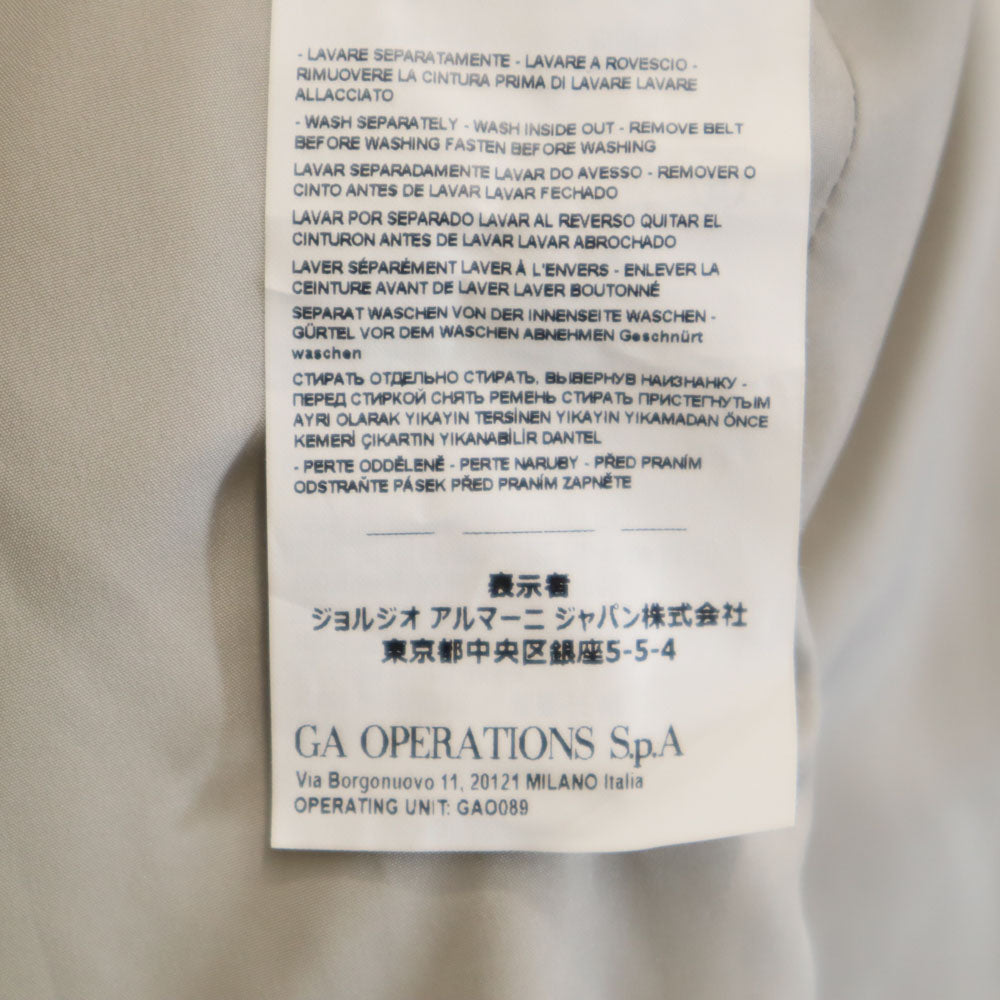 - LAVARE SEPARATAMENTE - LAVARE A ROVESCIO -
RIMUOVERE LA CINTURA PRIMA DI LAVARE LAVARE
ALLACCIATO
- WASH SEPARATELY - WASH INSIDE OUT - REMOVE BELT
BEFORE WASHING FASTEN BEFORE WASHING
LAVAR SEPARADAMENTE LAVAR DO AVESSO - REMOVER O
CINTO ANTES DE LAVAR LAVAR FECHADO
LAVAR POR SEPARADO LAVAR AL REVERSO QUITAR EL
CINTURON ANTES DE LAVAR LAVAR ABROCHADO
LAVER SÉPARÉMENT LAVER À L'ENVERS - ENLEVER LA
CEINTURE AVANT DE LAVER LAVER BOUTONNÉ
SEPARAT WASCHEN VON DER INNENSEITE WASCHEN -
GÜRTEL VOR DEM WASCHEN ABNEHMEN Geschnürt
waschen
СТИРАТЬ ОТДЕЛЬНО СТИРАТЬ, ВЫВЕРНУВ НАИЗНАНКУ -
ПЕРЕД СТИРКОЙ СНЯТЬ РЕМЕНЬ СТИРАТЬ ПРИСТЕГНУТЫМ
AYRI OLARAK YIKAYIN TERSİNEN YIKAYIN YIKAMADAN ÖNCE
KEMERİ ÇIKARTIN YIKANABİLİR DANTEL
- PERTE ODDĚLENĚ - PERTE NARUBY - PŘED PRANÍM
ODSTRAŇTE PÁSEK PŘED PRANÍM ZAPNĚTE
表示者
ジョルジオ アルマーニ ジャパン株式会社
東京都中央区銀座5-5-4
GA OPERATIONS S.p.A
Via Borgonuovo 11, 20121 MILANO Italia
OPERATING UNIT: GAO089